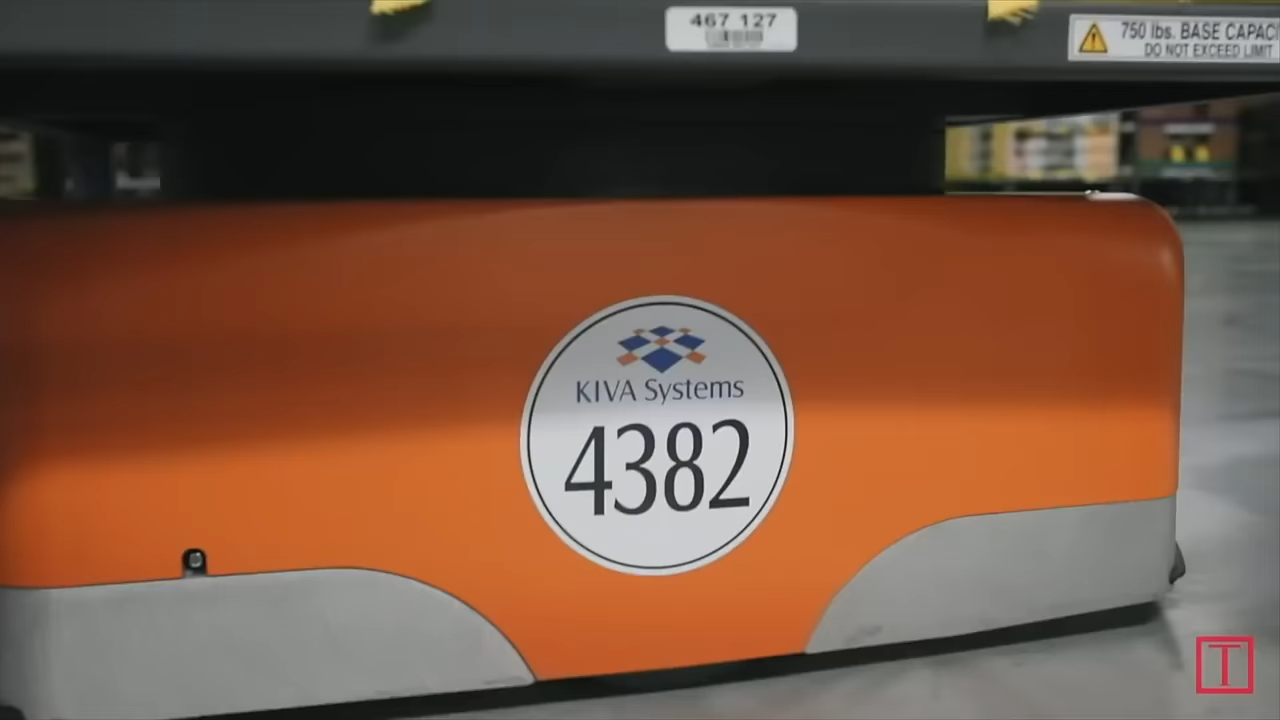 467 127
750 lbs. BASE CAPACI
DO NOT EXCEED LIMIT
KIVA Systems
4382
T